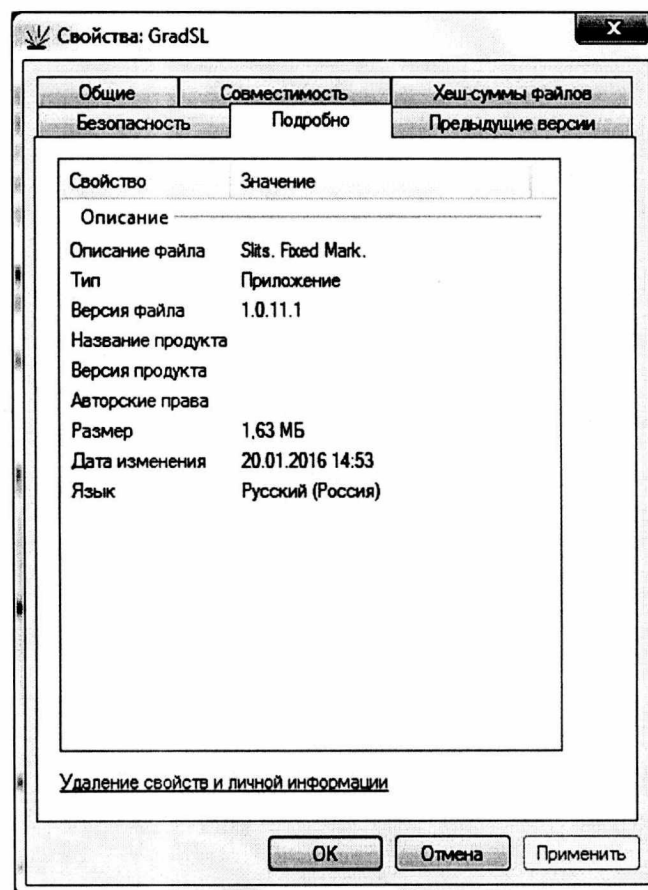 Свойства: GradSL
x
Общие Совместимость Хеш-суммы файлов
Безопасность Подробно Предыдущие версии
Свойство Значение
Описание
Описание файла Slits. Fixed Mark.
Тип Приложение
Версия файла 1.0.11.1
Название продукта
Версия продукта
Авторские права
Размер 1,63 МБ
Дата изменения 20.01.2016 14:53
Язык Русский (Россия)
Удаление свойств и личной информации
OK Отмена Применить